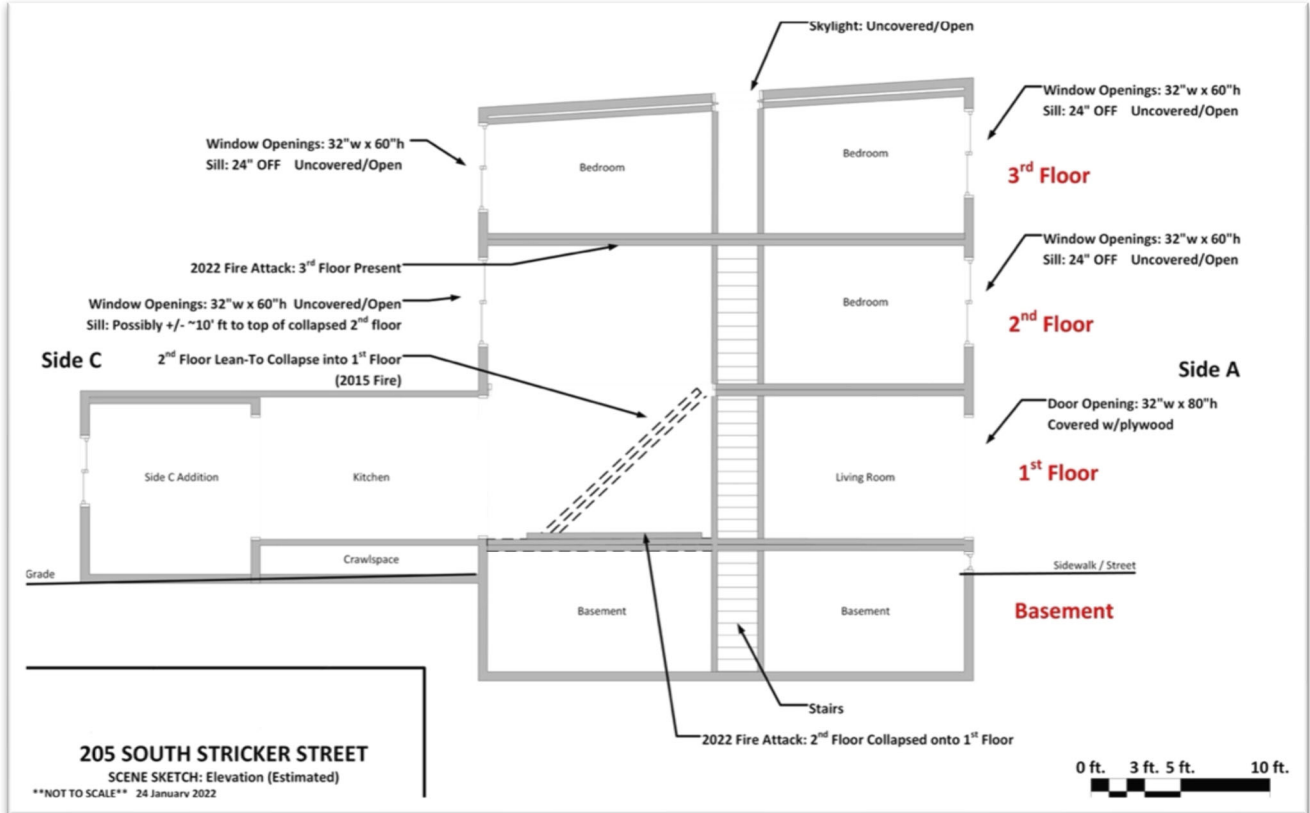 Skylight: Uncovered/Open
Window Openings: 32"w x 60"h
Sill: 24" OFF Uncovered/Open
Window Openings: 32"w x 60"h
Sill: 24" OFF Uncovered/Open
Bedroom
Bedroom
3rd Floor
2022 Fire Attack: 3rd Floor Present
Window Openings: 32"w x 60"h
Sill: 24" OFF Uncovered/Open
Window Openings: 32"w x 60"h Uncovered/Open
Sill: Possibly +/- ~10' ft to top of collapsed 2nd floor
Bedroom
2nd Floor
Side C
2nd Floor Lean-To Collapse into 1st Floor
(2015 Fire)
Side A
Door Opening: 32"w x 80"h
Covered w/plywood
Side C Addition
Kitchen
Living Room
1st Floor
Crawlspace
Grade
Sidewalk / Street
Basement
Basement
Basement
Stairs
2022 Fire Attack: 2nd Floor Collapsed onto 1st Floor
205 SOUTH STRICKER STREET
SCENE SKETCH: Elevation (Estimated)
**NOT TO SCALE** 24 January 2022
0 ft. 3 ft. 5 ft. 10 ft.